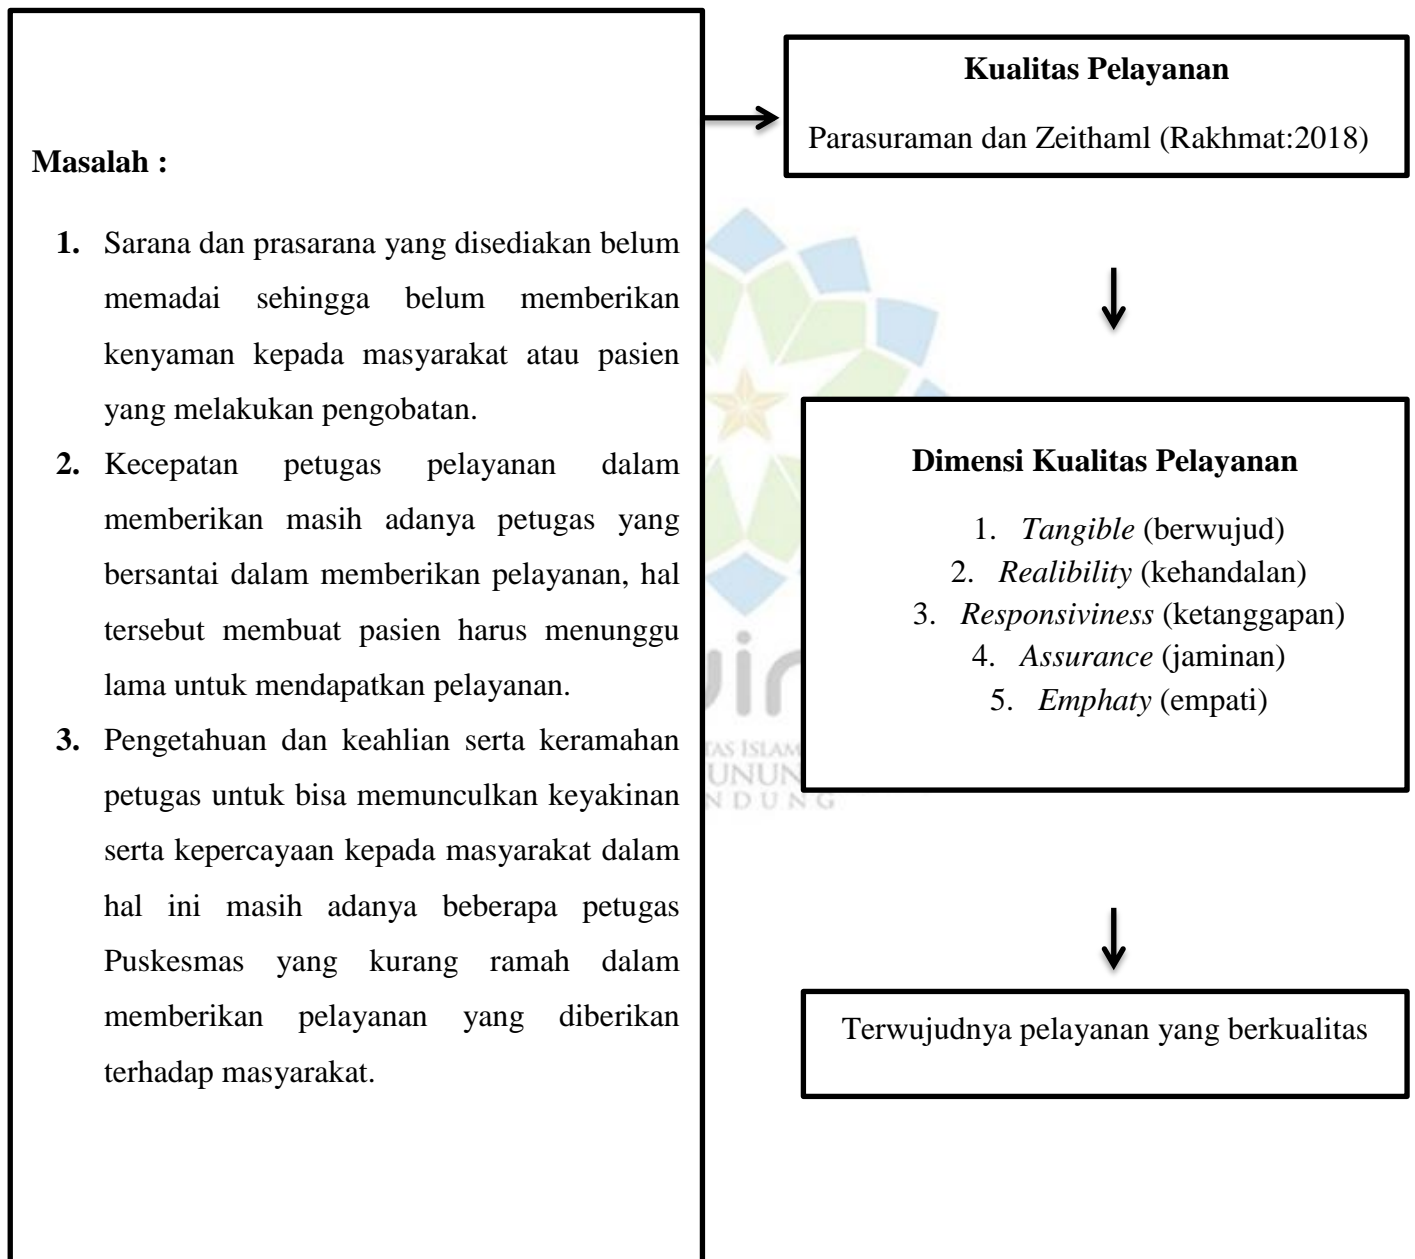 Masalah :
1. Sarana dan prasarana yang disediakan belum
memadai sehingga belum memberikan
kenyaman kepada masyarakat atau pasien
yang melakukan pengobatan.
2. Kecepatan petugas pelayanan dalam
memberikan masih adanya petugas yang
bersantai dalam memberikan pelayanan, hal
tersebut membuat pasien harus menunggu
lama untuk mendapatkan pelayanan.
3. Pengetahuan dan keahlian serta keramahan
petugas untuk bisa memunculkan keyakinan
serta kepercayaan kepada masyarakat dalam
hal ini masih adanya beberapa petugas
Puskesmas yang kurang ramah dalam
memberikan pelayanan yang diberikan
terhadap masyarakat.
Kualitas Pelayanan
Parasuraman dan Zeithaml (Rakhmat:2018)
Dimensi Kualitas Pelayanan
1. Tangible (berwujud)
2. Realibility (kehandalan)
3. Responsiviness (ketanggapan)
4. Assurance (jaminan)
5. Emphaty (empati)
Terwujudnya pelayanan yang berkualitas